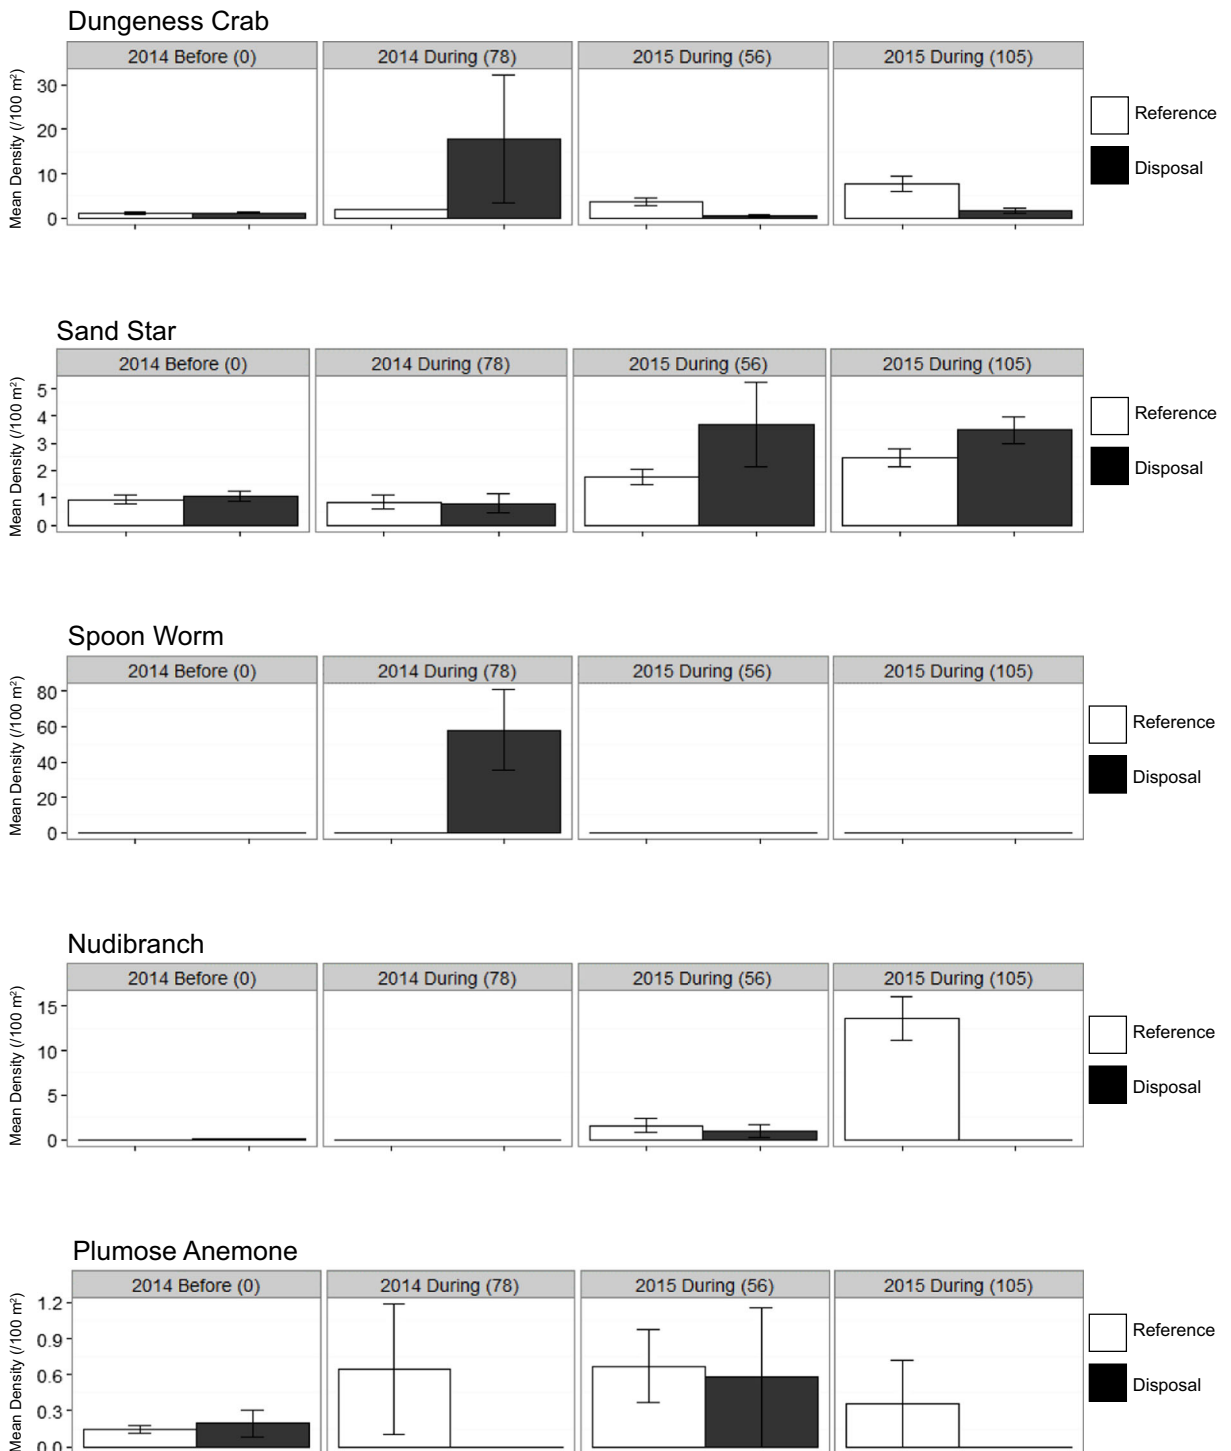 Dungeness Crab
2014 Before (0) 2014 During (78) 2015 During (56) 2015 During (105)
Mean Density (/100 m²)
30
20
10
0
Reference
Disposal
Sand Star
2014 Before (0) 2014 During (78) 2015 During (56) 2015 During (105)
Mean Density (/100 m²)
5
4
3
2
1
0
Reference
Disposal
Spoon Worm
2014 Before (0) 2014 During (78) 2015 During (56) 2015 During (105)
Mean Density (/100 m²)
80
60
40
20
0
Reference
Disposal
Nudibranch
2014 Before (0) 2014 During (78) 2015 During (56) 2015 During (105)
Mean Density (/100 m²)
15
10
5
0
Reference
Disposal
Plumose Anemone
2014 Before (0) 2014 During (78) 2015 During (56) 2015 During (105)
Mean Density (/100 m²)
1.2
0.9
0.6
0.3
0.0
Reference
Disposal